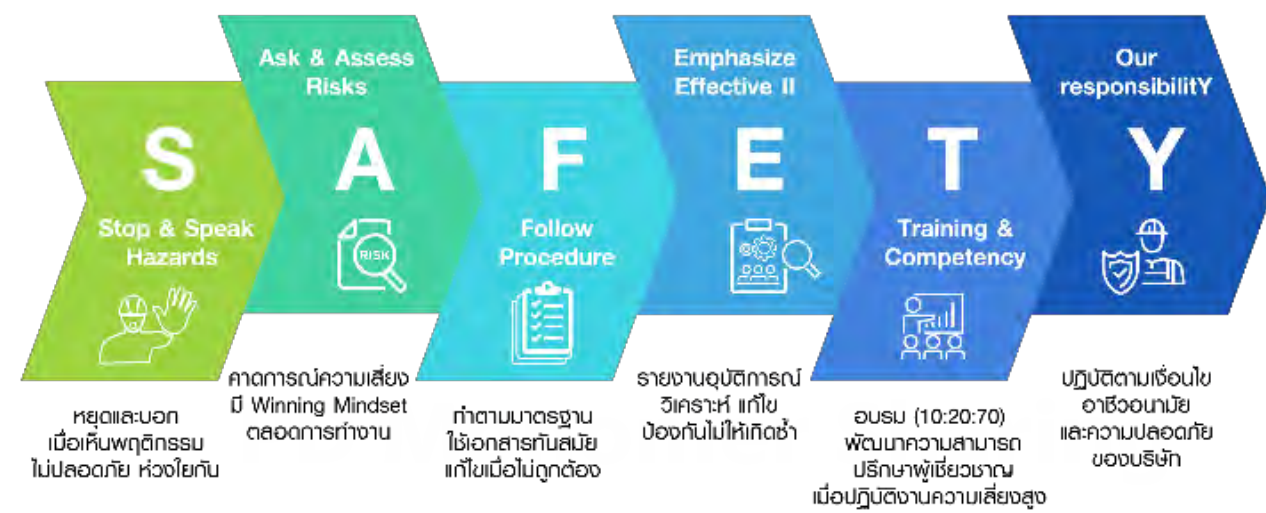 S
Stop & Speak
Hazards
หยุดและบอก
เมื่อเห็นพฤติกรรม
ไม่ปลอดภัย ห่วงใยกัน
Ask & Assess
Risks
A
RISK
คาดการณ์ความเสี่ยง
มี Winning Mindset
ตลอดการทำงาน
F
Follow
Procedure
ทำตามมาตรฐาน
ใช้เอกสารทันสมัย
แก้ไขเมื่อไม่ถูกต้อง
Emphasize
Effective II
E
รายงานอุบัติการณ์
วิเคราะห์ แก้ไข
ป้องกันไม่ให้เกิดซ้ำ
T
Training &
Competency
อบรม (10:20:70)
พัฒนาความสามารถ
ปรึกษาผู้เชี่ยวชาญ
เมื่อปฏิบัติงานความเสี่ยงสูง
Our
responsibilitY
Y
ปฏิบัติตามเงื่อนไข
อาชีวอนามัย
และความปลอดภัย
ของบริษัท